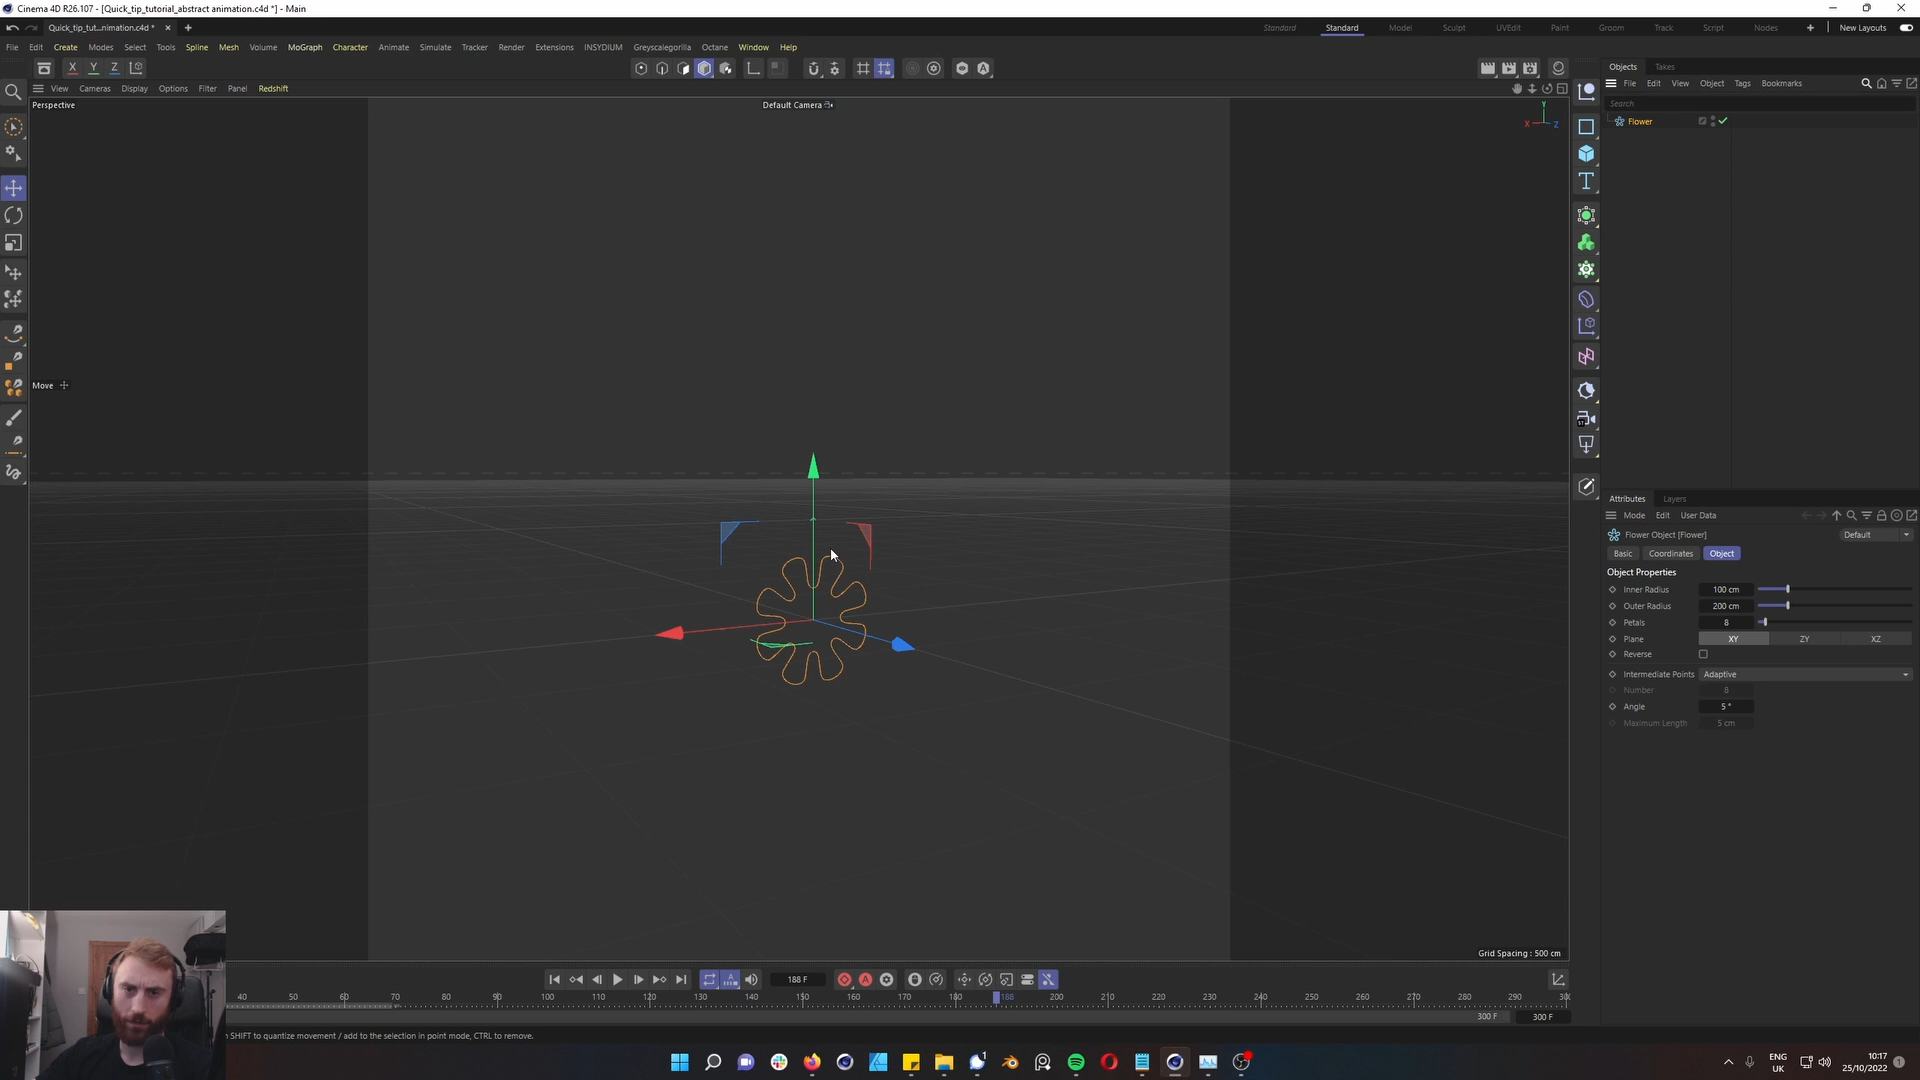 Cinema 4D R26.107 - [Quick_tip_tutorial_abstract animation.c4d *] - Main
Quick_tip_tut...nimation.c4d *
Standard Standard Model Sculpt UVEdit Paint Groom Track Script Nodes New Layouts
File Edit Create Modes Select Tools Spline Mesh Volume MoGraph Character Animate Simulate Tracker Render Extensions INSYDIUM Greyscalegorilla Octane Window Help
X Y Z
View Cameras Display Options Filter Panel Redshift
Perspective
Default Camera
Y
X Z
Move
Grid Spacing : 500 cm
Objects Takes
File Edit View Object Tags Bookmarks
Search
Flower
Attributes Layers
Mode Edit User Data
Flower Object [Flower] Default
Basic Coordinates Object
Object Properties
Inner Radius 100 cm
Outer Radius 200 cm
Petals 8
Plane XY ZY XZ
Reverse
Intermediate Points Adaptive
Number 8
Angle 5 °
Maximum Length 5 cm
188 F
40 50 60 70 80 90 100 110 120 130 140 150 160 170 180 188 210 220 230 240 250 260 270 280 290
300 F 300 F
SHIFT to quantize movement / add to the selection in point mode, CTRL to remove.
ENG
UK
10:17
25/10/2022